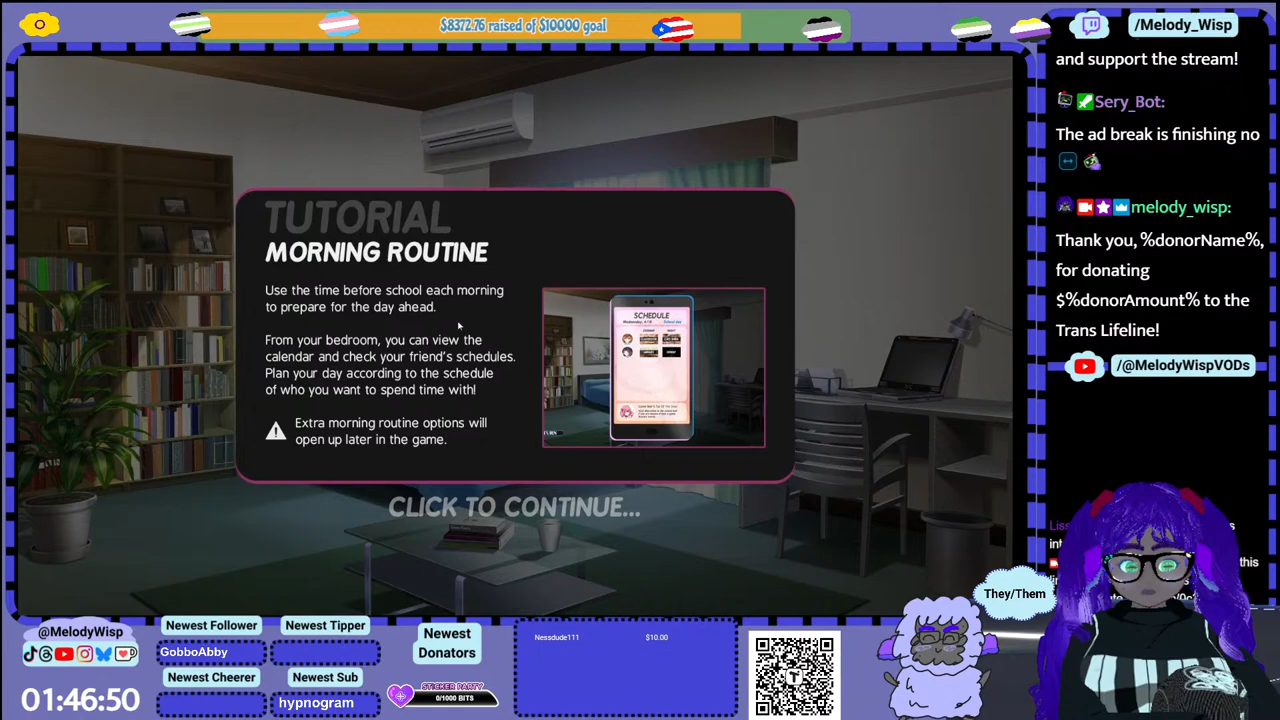 $8372.76 raised of $10000 goal
/Melody_Wisp
and support the stream!
Sery_Bot:
The ad break is finishing no
melody_wisp:
Thank you, %donorName%,
for donating
$%donorAmount% to the
Trans Lifeline!
/@MelodyWispVODs
TUTORIAL
MORNING ROUTINE
Use the time before school each morning
to prepare for the day ahead.
From your bedroom, you can view the
calendar and check your friend's schedules.
Plan your day according to the schedule
of who you want to spend time with!
Extra morning routine options will
open up later in the game.
SCHEDULE
CLICK TO CONTINUE...
They/Them
@MelodyWisp
01:46:50
Newest Follower
GobboAbby
Newest Tipper
Newest Cheerer
Newest Sub
hypnogram
Newest
Donators
STICKER PARTY
0/1000 BITS
Nessdude111 $10.00